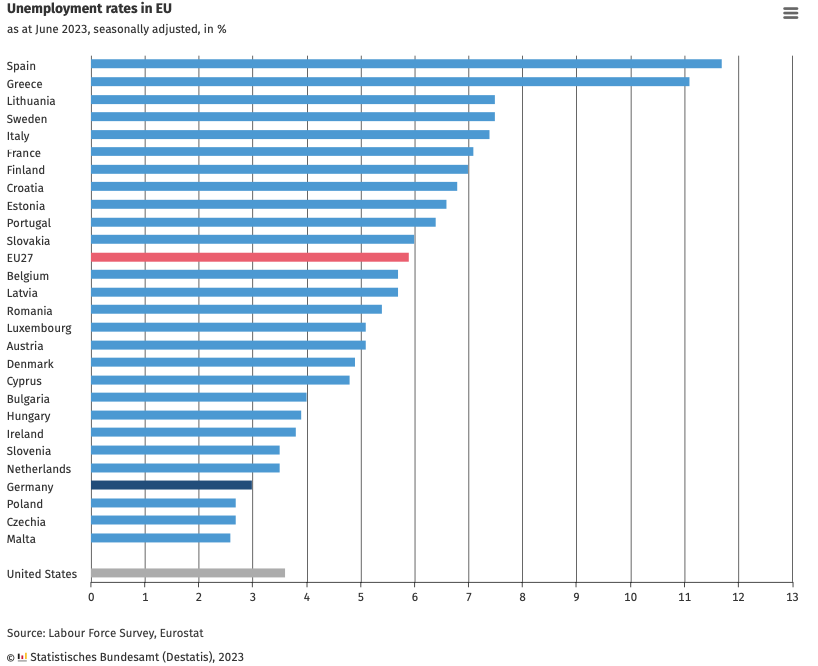 Unemployment rates in EU
as at June 2023, seasonally adjusted, in %
Spain
Greece
Lithuania
Sweden
Italy
France
Finland
Croatia
Estonia
Portugal
Slovakia
EU27
Belgium
Latvia
Romania
Luxembourg
Austria
Denmark
Cyprus
Bulgaria
Hungary
Ireland
Slovenia
Netherlands
Germany
Poland
Czechia
Malta
United States
0 1 2 3 4 5 6 7 8 9 10 11 12 13
Source: Labour Force Survey, Eurostat
© Statistisches Bundesamt (Destatis), 2023